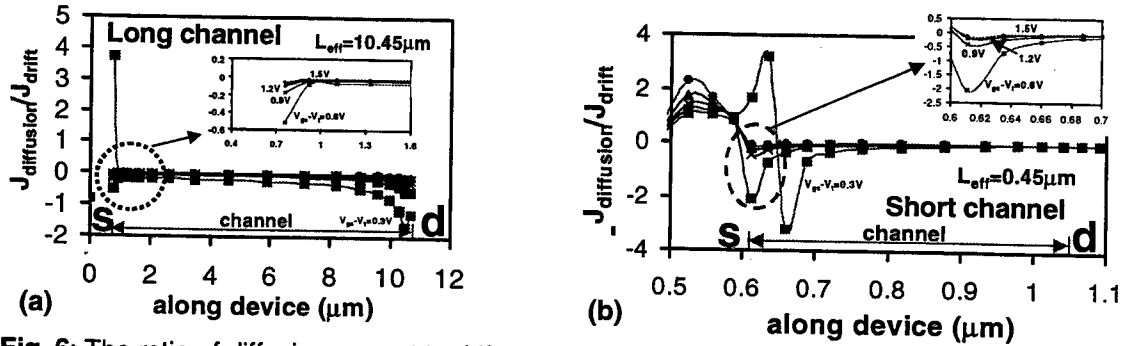 Long channel
L_eff=10.45μm
J_diffusion/J_drift
5
4
3
2
1
0
-1
-2
0.2
0
-0.2
-0.4
-0.6
1.5V
1.2V
0.9V
V_gs-V_t=0.6V
0.4
0.7
1
1.3
1.6
V_gs-V_t=0.3V
s
channel
d
0 2 4 6 8 10 12
(a)
along device (μm)
-J_diffusion/J_drift
4
2
0
-2
-4
0.5
0
-0.5
-1
-1.5
-2
-2.5
1.5V
0.9V
1.2V
V_gs-V_t=0.6V
0.6 0.62 0.64 0.66 0.68 0.7
V_gs-V_t=0.3V
L_eff=0.45μm
Short channel
s
channel
d
0.5 0.6 0.7 0.8 0.9 1 1.1
(b)
along device (μm)
Fig. 6: The ratio of diffusion